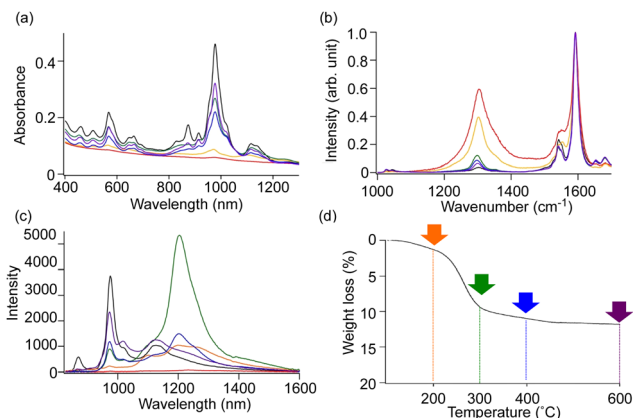 (a)
Absorbance
0.4
0.2
0
400 600 800 1000 1200
Wavelength (nm)
(b)
Intensity (arb. unit)
1.0
0.8
0.6
0.4
0.2
0
1000 1200 1400 1600
Wavenumber (cm-1)
(c)
Intensity
5000
4000
3000
2000
1000
0
1000 1200 1400 1600
Wavelength (nm)
(d)
Weight loss (%)
0
5
10
15
20
200 300 400 600
Temperature (˚C)